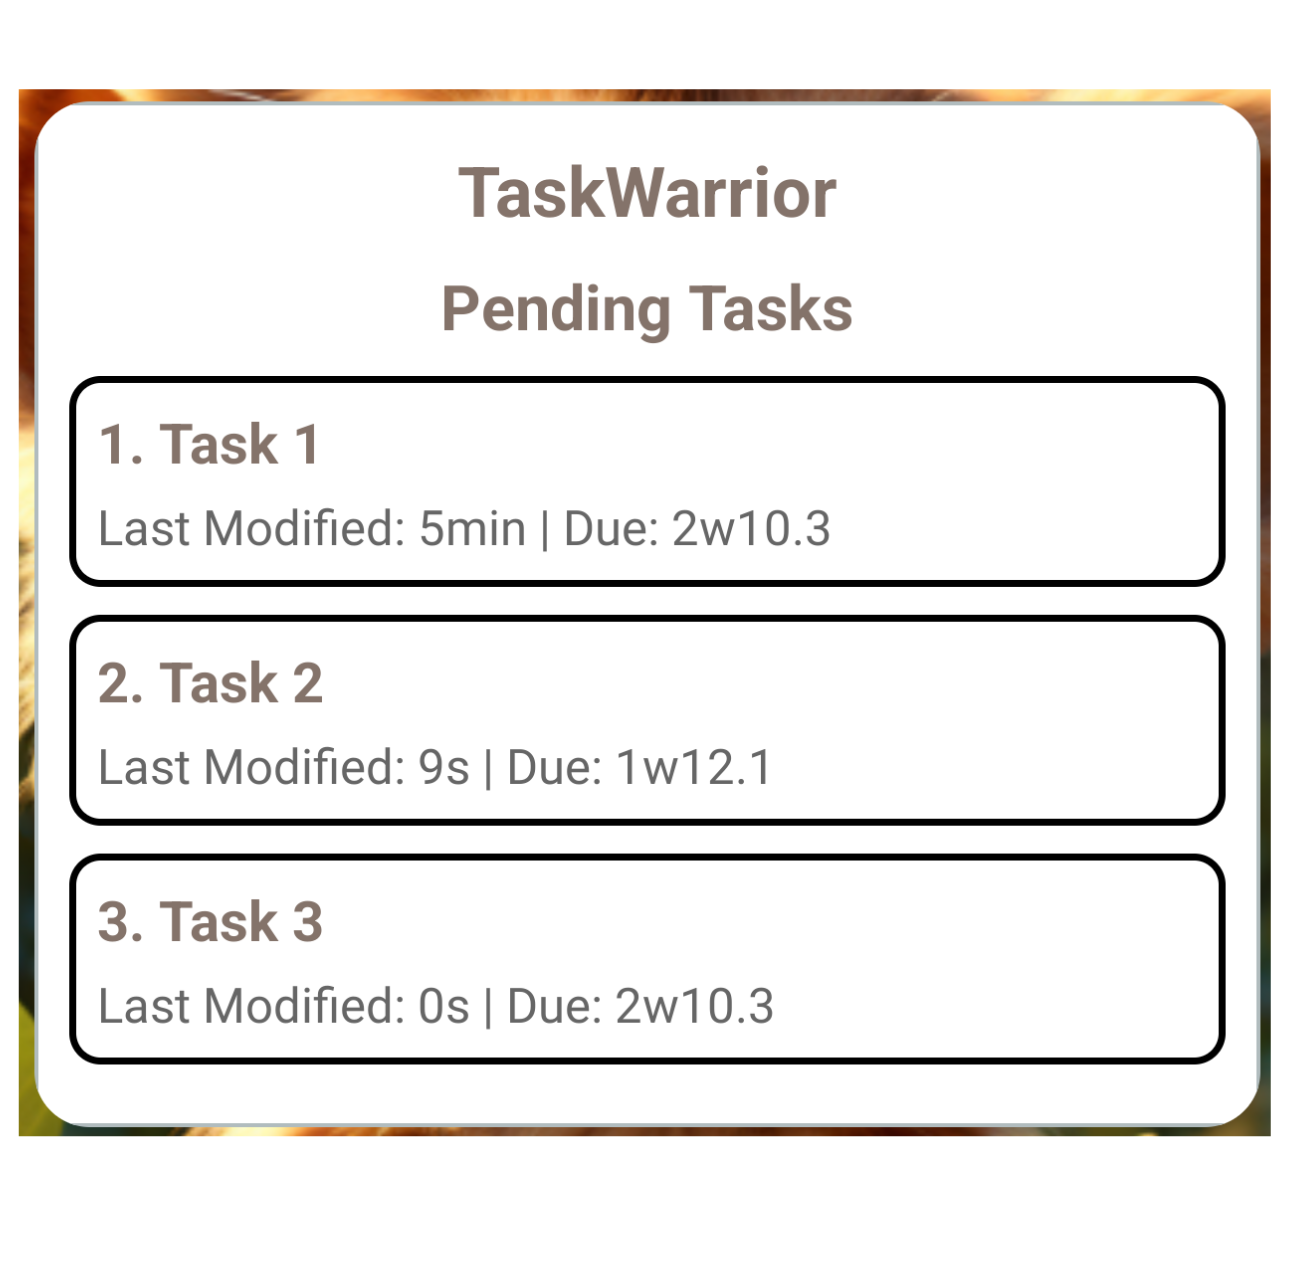 TaskWarrior
Pending Tasks
1. Task 1
Last Modified: 5min | Due: 2w10.3
2. Task 2
Last Modified: 9s | Due: 1w12.1
3. Task 3
Last Modified: 0s | Due: 2w10.3